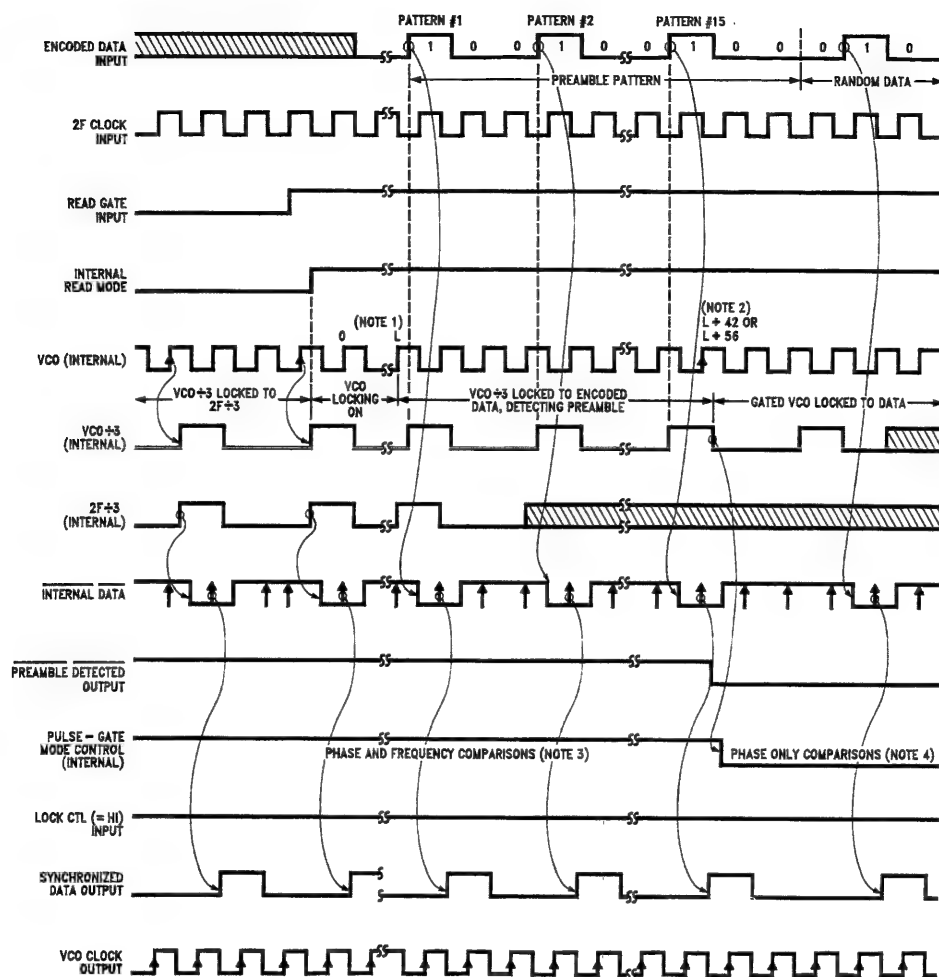 PATTERN #1 PATTERN #2 PATTERN #15
ENCODED DATA
INPUT
1 0 0 1 0 0 1 0 0 0 1 0
PREAMBLE PATTERN
RANDOM DATA
2F CLOCK
INPUT
READ GATE
INPUT
INTERNAL
READ MODE
(NOTE 1)
0 L
(NOTE 2)
L + 42 OR
L + 56
VCO (INTERNAL)
VCO÷3 LOCKED TO
2F÷3
VCO
LOCKING
ON
VCO÷3 LOCKED TO ENCODED
DATA, DETECTING PREAMBLE
GATED VCO LOCKED TO DATA
VCO÷3
(INTERNAL)
2F÷3
(INTERNAL)
INTERNAL DATA
PREAMBLE DETECTED
OUTPUT
PULSE - GATE
MODE CONTROL
(INTERNAL)
PHASE AND FREQUENCY COMPARISONS (NOTE 3)
PHASE ONLY COMPARISONS (NOTE 4)
LOCK CTL (= HI)
INPUT
SYNCHRONIZED
DATA OUTPUT
VCO CLOCK
OUTPUT